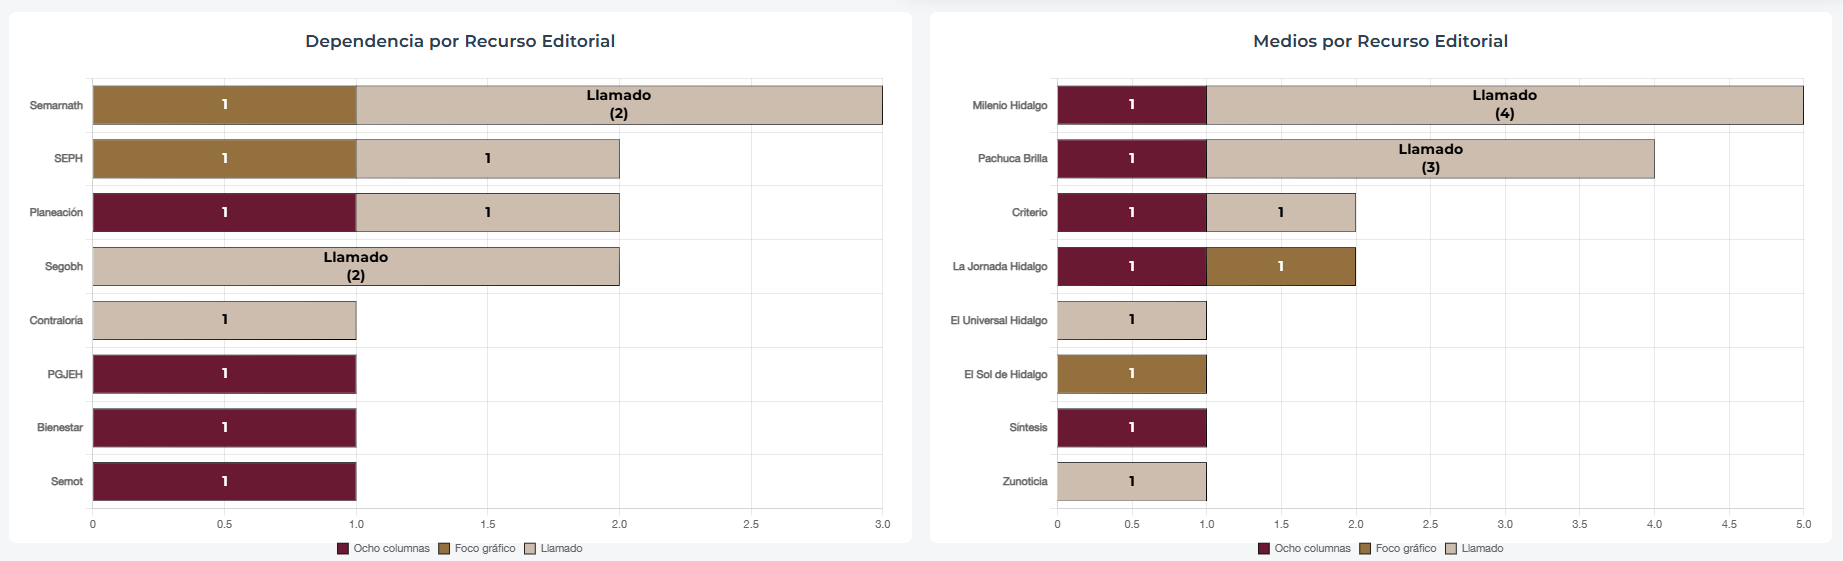 Dependencia por Recurso Editorial
Semarnath
1
Llamado
(2)
SEPH
1
1
Planeación
1
1
Segobh
Llamado
(2)
Contraloría
1
PGJEH
1
Bienestar
1
Semot
1
0 0.5 1.0 1.5 2.0 2.5 3.0
Ocho columnas Foco gráfico Llamado
Medios por Recurso Editorial
Milenio Hidalgo
1
Llamado
(4)
Pachuca Brilla
1
Llamado
(3)
Criterio
1
1
La Jornada Hidalgo
1
1
El Universal Hidalgo
1
El Sol de Hidalgo
1
Síntesis
1
Zunoticia
1
0 0.5 1.0 1.5 2.0 2.5 3.0 3.5 4.0 4.5 5.0
Ocho columnas Foco gráfico Llamado